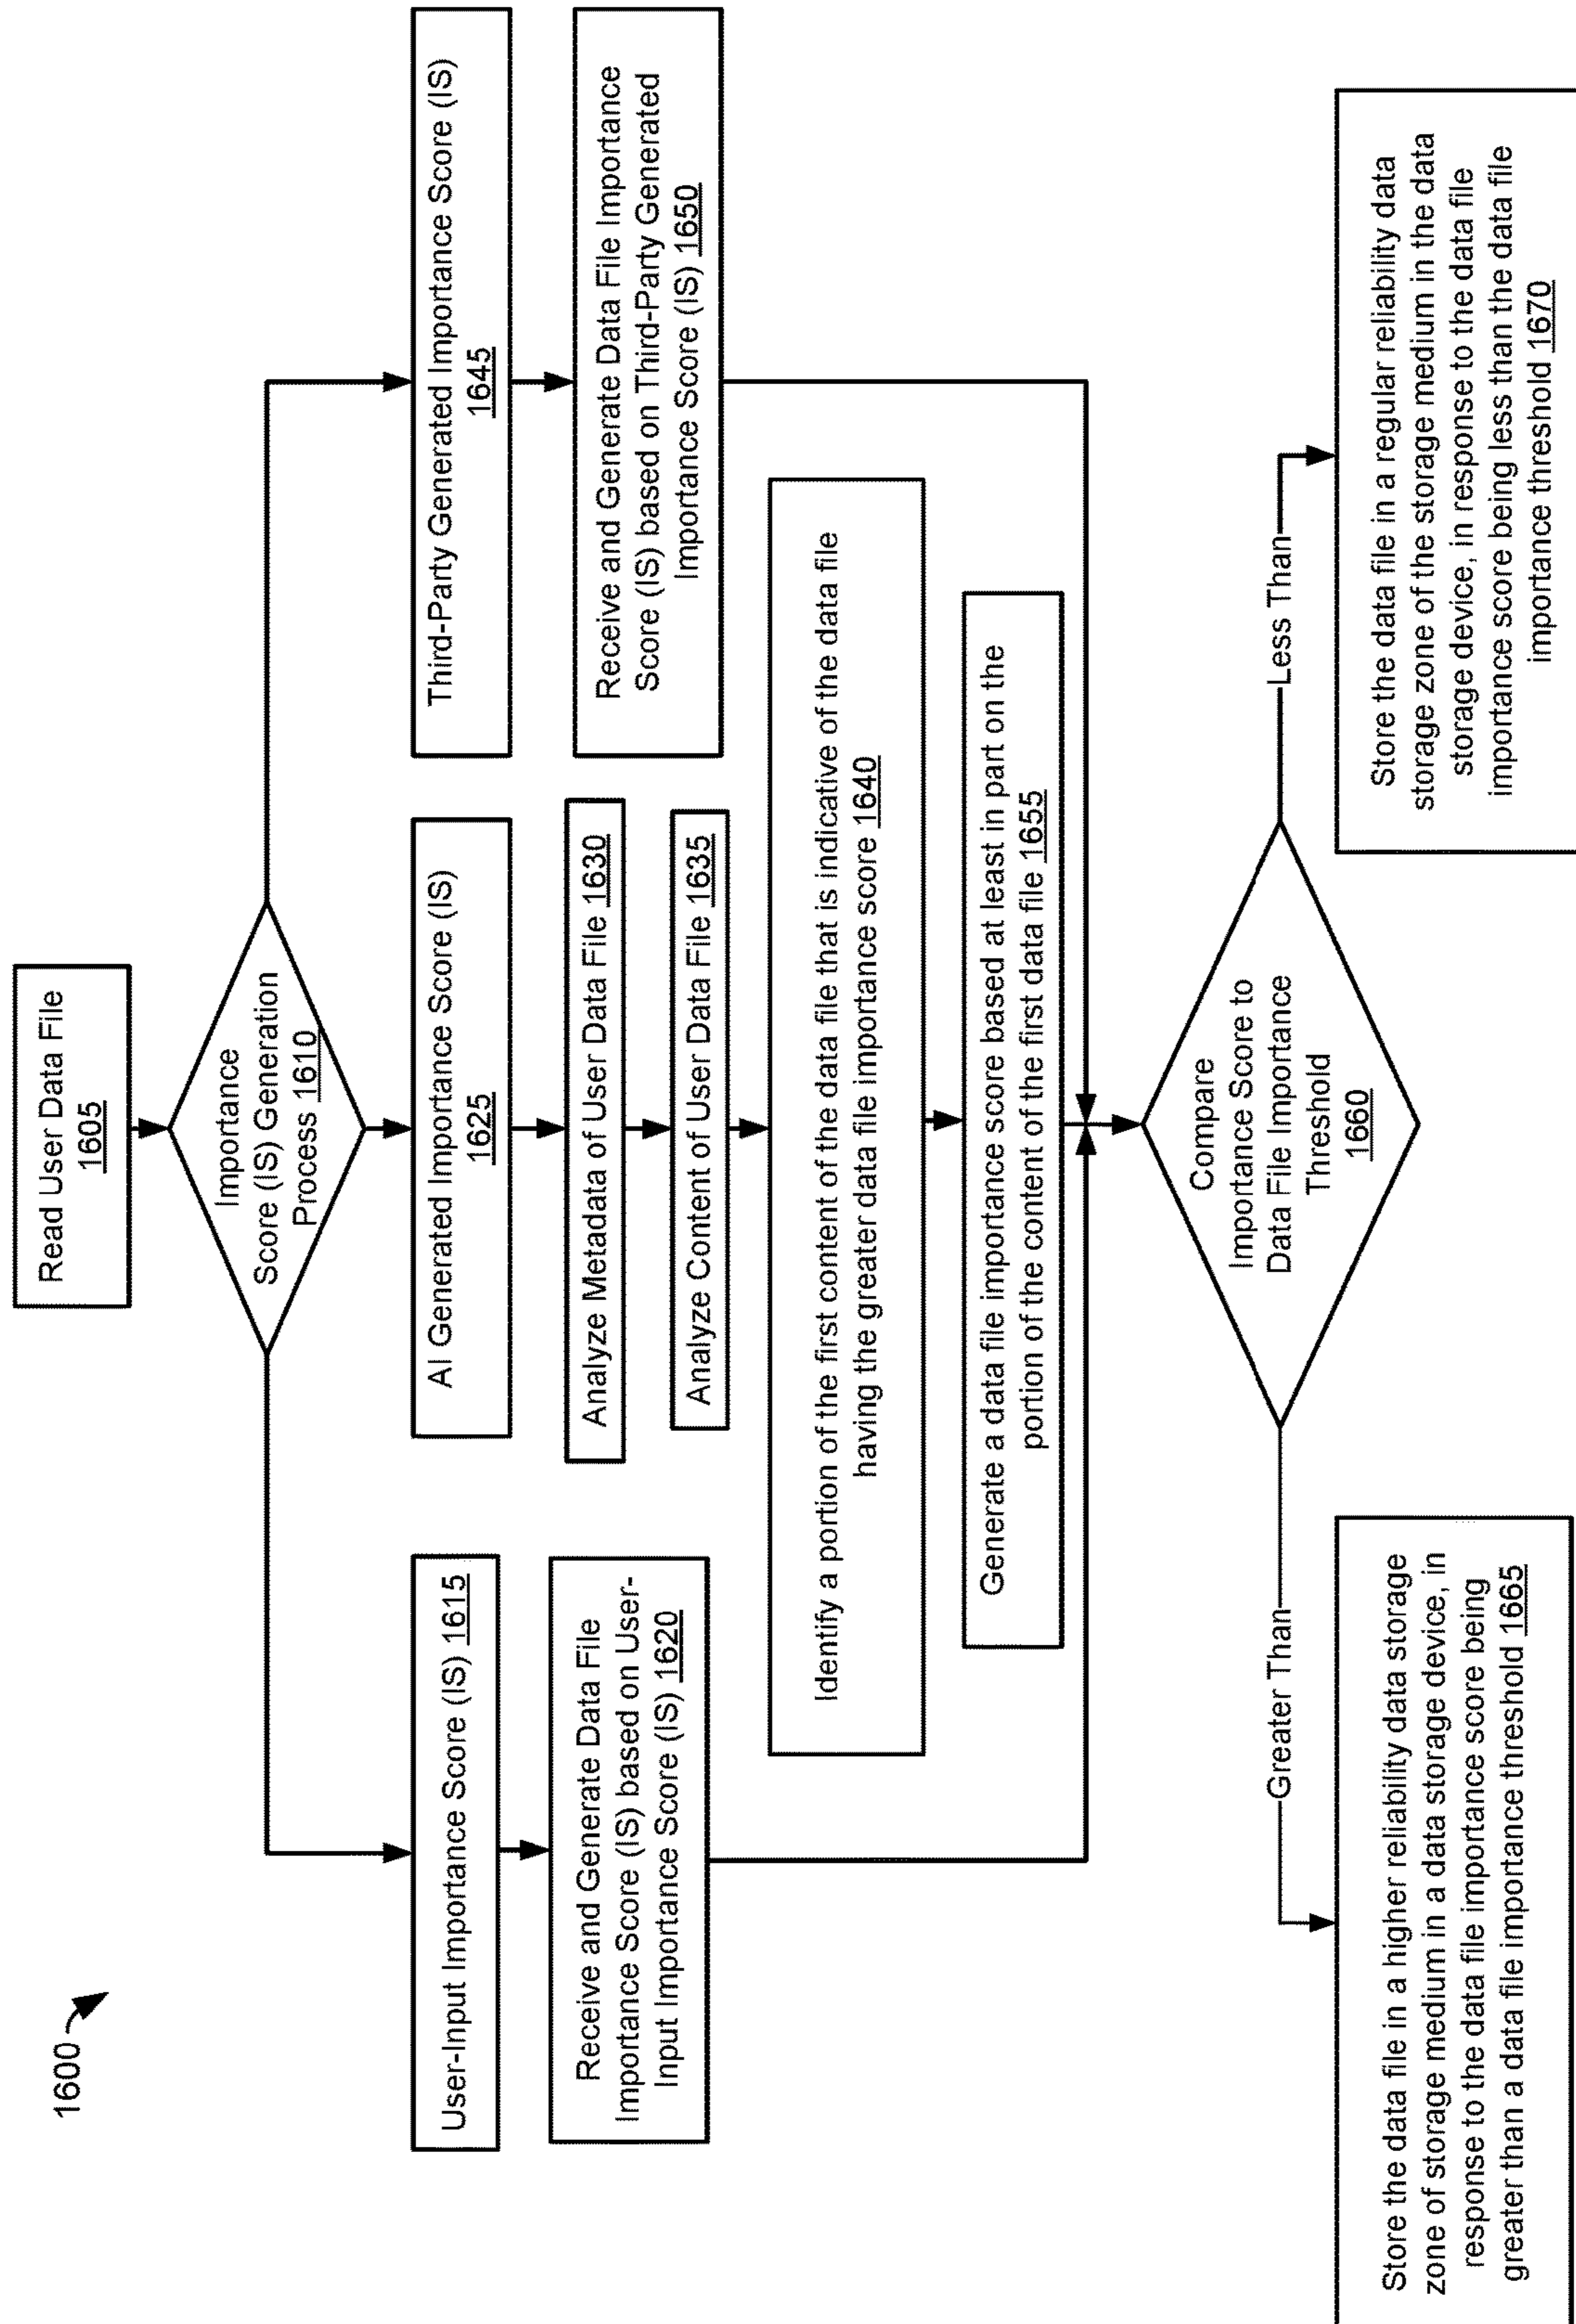 1600
Read User Data File
1605
Importance
Score (IS) Generation
Process 1610
User-Input Importance Score (IS) 1615
Receive and Generate Data File
Importance Score (IS) based on User-
Input Importance Score (IS) 1620
AI Generated Importance Score (IS)
1625
Analyze Metadata of User Data File 1630
Analyze Content of User Data File 1635
Third-Party Generated Importance Score (IS)
1645
Receive and Generate Data File Importance
Score (IS) based on Third-Party Generated
Importance Score (IS) 1650
Identify a portion of the first content of the data file that is indicative of the data file
having the greater data file importance score 1640
Generate a data file importance score based at least in part on the
portion of the content of the first data file 1655
Compare
Importance Score to
Data File Importance
Threshold
1660
Greater Than
Less Than
Store the data file in a higher reliability data storage
zone of storage medium in a data storage device, in
response to the data file importance score being
greater than a data file importance threshold 1665
Store the data file in a regular reliability data
storage zone of the storage medium in the data
storage device, in response to the data file
importance score being less than the data file
importance threshold 1670